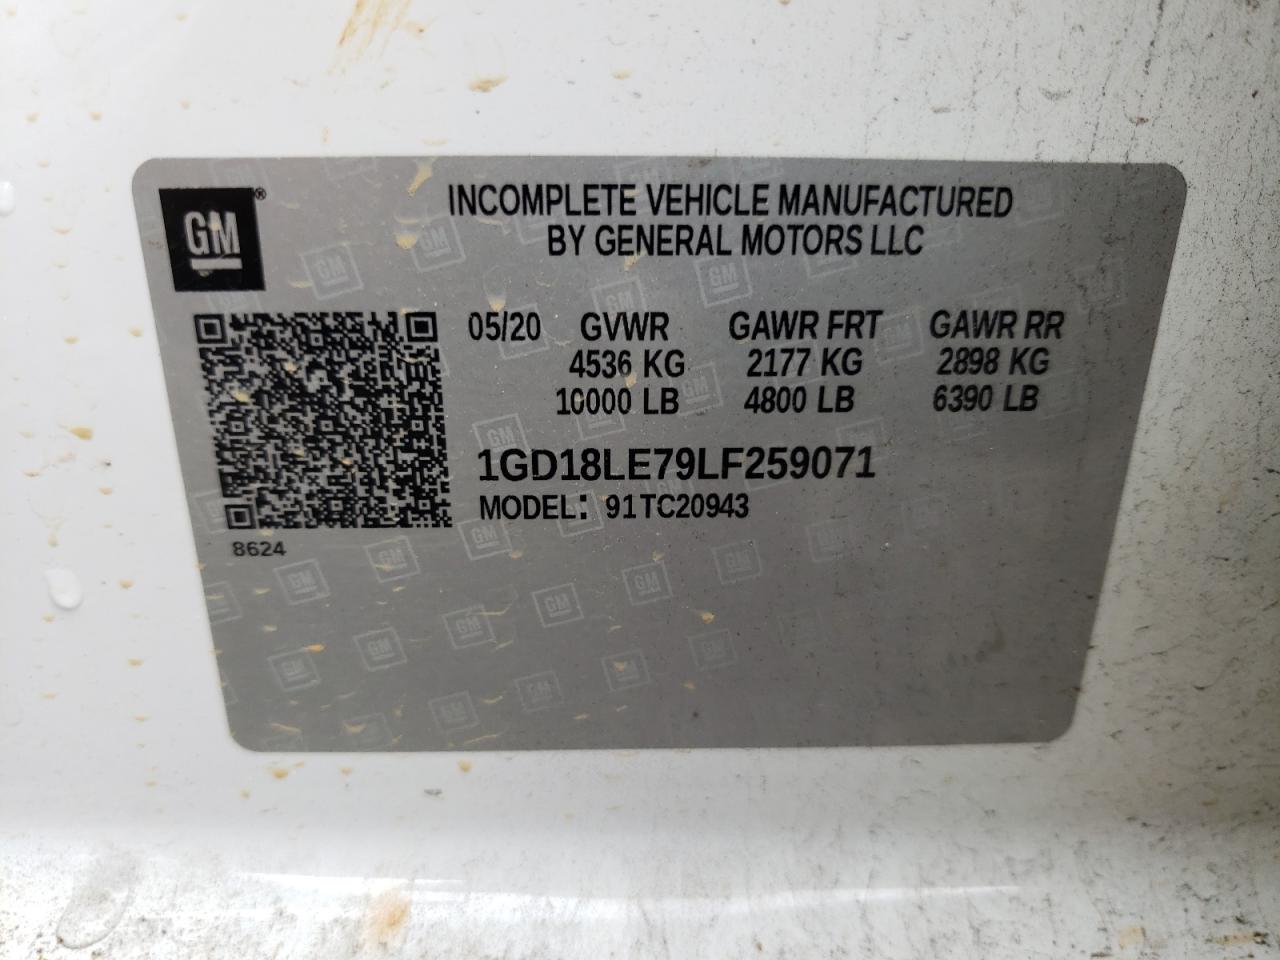 GM®
INCOMPLETE VEHICLE MANUFACTURED
BY GENERAL MOTORS LLC
05/20 GVWR GAWR FRT GAWR RR
4536 KG 2177 KG 2898 KG
10000 LB 4800 LB 6390 LB
1GD18LE79LF259071
MODEL: 91TC20943
8624